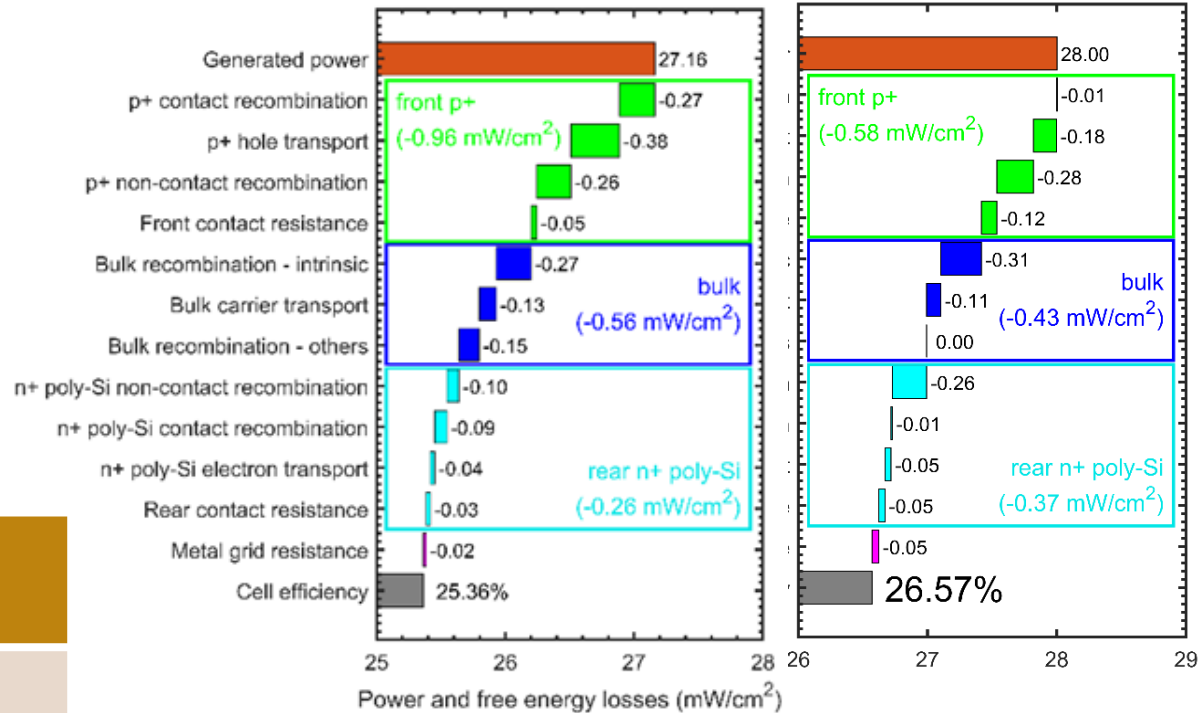 Generated power 27.16
p+ contact recombination -0.27
p+ hole transport -0.38
p+ non-contact recombination -0.26
Front contact resistance -0.05
front p+
(-0.96 mW/cm²)
Bulk recombination - intrinsic -0.27
Bulk carrier transport -0.13
Bulk recombination - others -0.15
bulk
(-0.56 mW/cm²)
n+ poly-Si non-contact recombination -0.10
n+ poly-Si contact recombination -0.09
n+ poly-Si electron transport -0.04
Rear contact resistance -0.03
rear n+ poly-Si
(-0.26 mW/cm²)
Metal grid resistance -0.02
Cell efficiency 25.36%
25 26 27 28
Power and free energy losses (mW/cm²)
28.00
-0.01
-0.18
-0.28
-0.12
front p+
(-0.58 mW/cm²)
-0.31
-0.11
0.00
bulk
(-0.43 mW/cm²)
-0.26
-0.01
-0.05
-0.05
rear n+ poly-Si
(-0.37 mW/cm²)
-0.05
26.57%
26 27 28 29